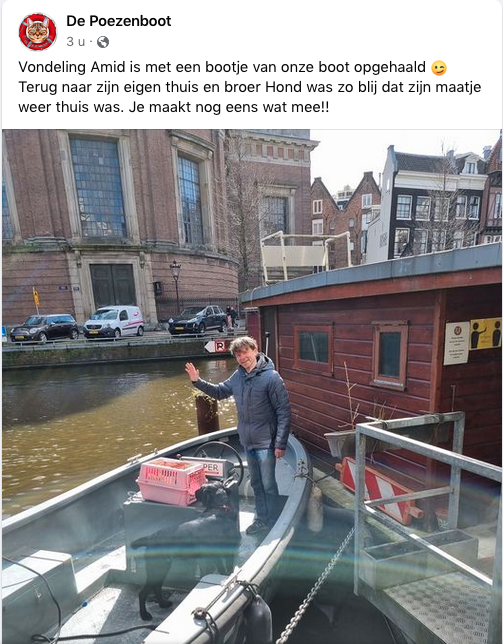 De Poezenboot
3 u ·
Vondeling Amid is met een bootje van onze boot opgehaald 😉
Terug naar zijn eigen thuis en broer Hond was zo blij dat zijn maatje
weer thuis was. Je maakt nog eens wat mee!!
PER